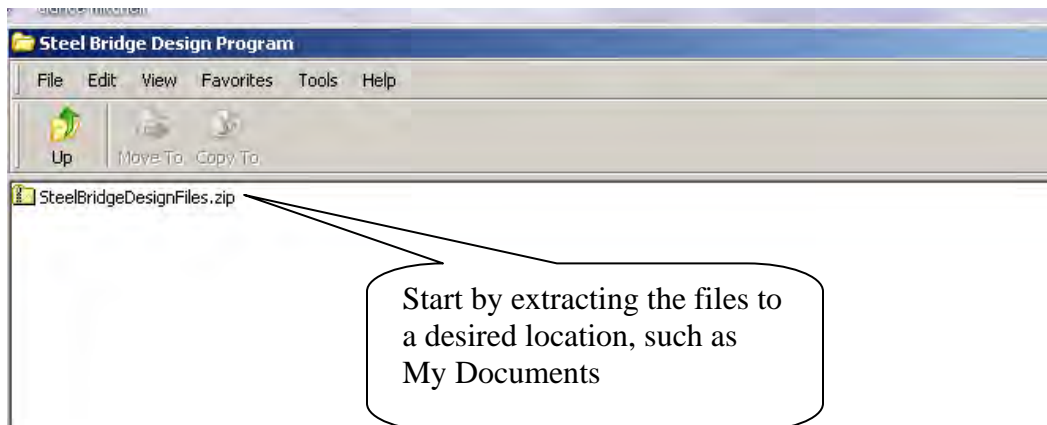 Steel Bridge Design Program
File Edit View Favorites Tools Help
Up Move To Copy To
SteelBridgeDesignFiles.zip
Start by extracting the files to
a desired location, such as
My Documents